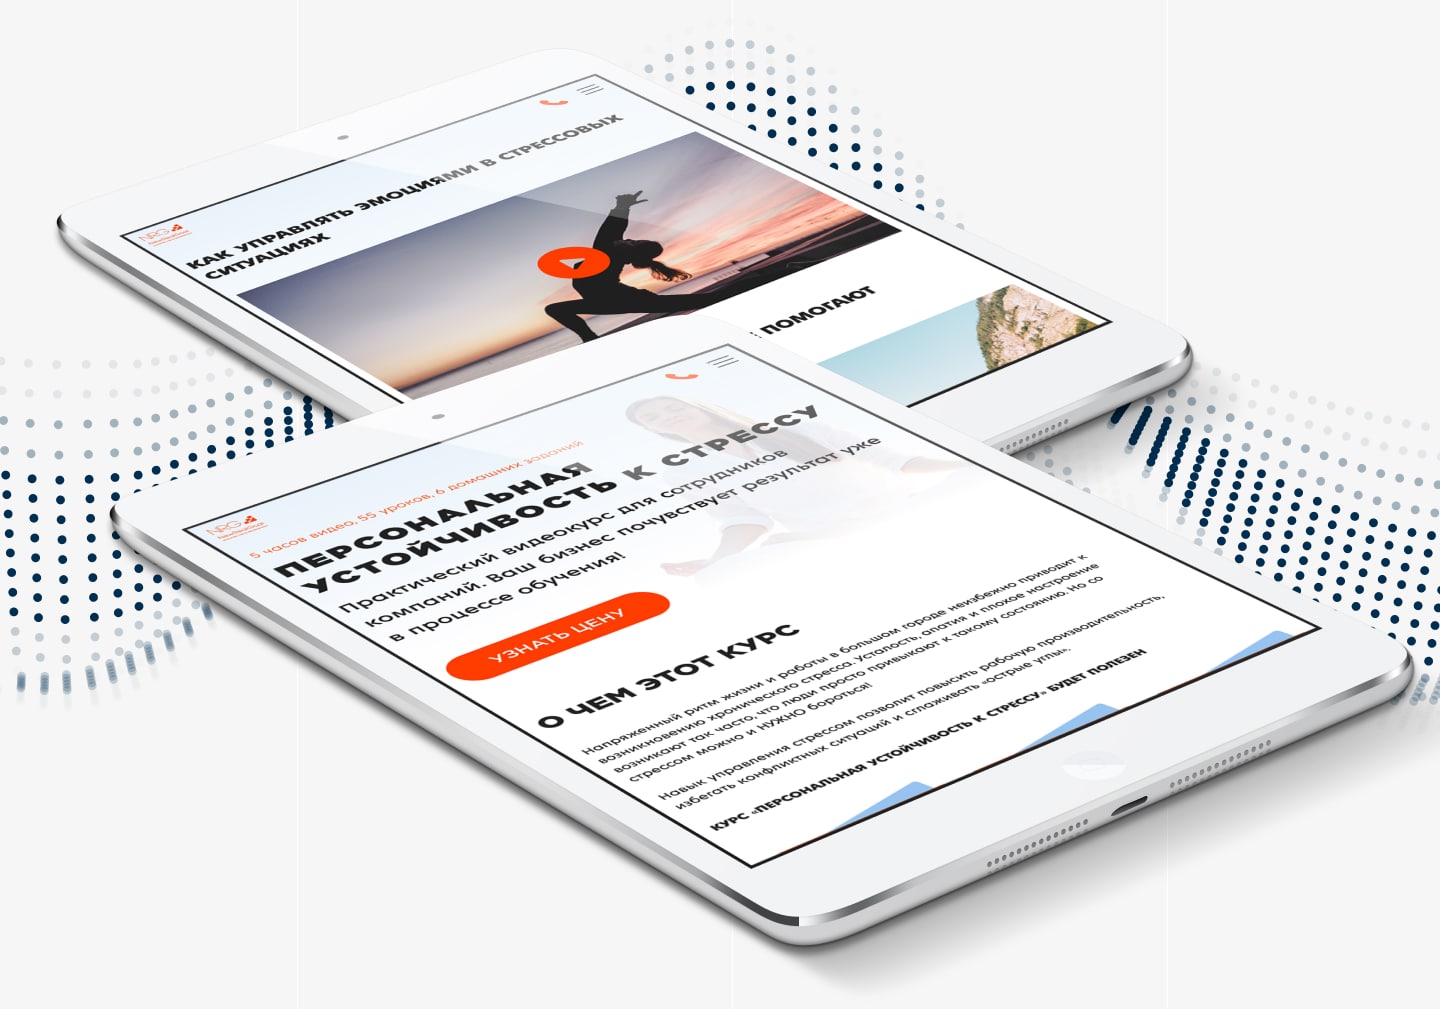 NRG
КАК УПРАВЛЯТЬ ЭМОЦИЯМИ В СТРЕССОВЫХ
СИТУАЦИЯХ
ПОМОГАЮТ
NRG
5 часов видео, 55 уроков, 6 домашних заданий
ПЕРСОНАЛЬНАЯ
УСТОЙЧИВОСТЬ К СТРЕССУ
Практический видеокурс для сотрудников
компаний. Ваш бизнес почувствует результат уже
в процессе обучения!
УЗНАТЬ ЦЕНУ
О ЧЕМ ЭТОТ КУРС
Напряженный ритм жизни и работы в большом городе неизбежно приводит к
возникновению хронического стресса. Усталость, апатия и плохое настроение
возникают так часто, что люди просто привыкают к такому состоянию. Но со
стрессом можно и НУЖНО бороться!
Навык управления стрессом позволит повысить рабочую производительность,
избегать конфликтных ситуаций и сглаживать «острые углы».
КУРС «ПЕРСОНАЛЬНАЯ УСТОЙЧИВОСТЬ К СТРЕССУ» БУДЕТ ПОЛЕЗЕН